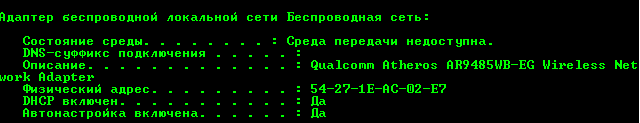 Адаптер беспроводной локальной сети Беспроводная сеть:
Состояние среды. . . . . . . . : Среда передачи недоступна.
DNS-суффикс подключения . . . . . :
Описание. . . . . . . . . . . . . : Qualcomm Atheros AR9485WB-EG Wireless Net
work Adapter
Физический адрес. . . . . . . . . : 54-27-1E-AC-02-E7
DHCP включен. . . . . . . . . . . : Да
Автонастройка включена. . . . . . : Да